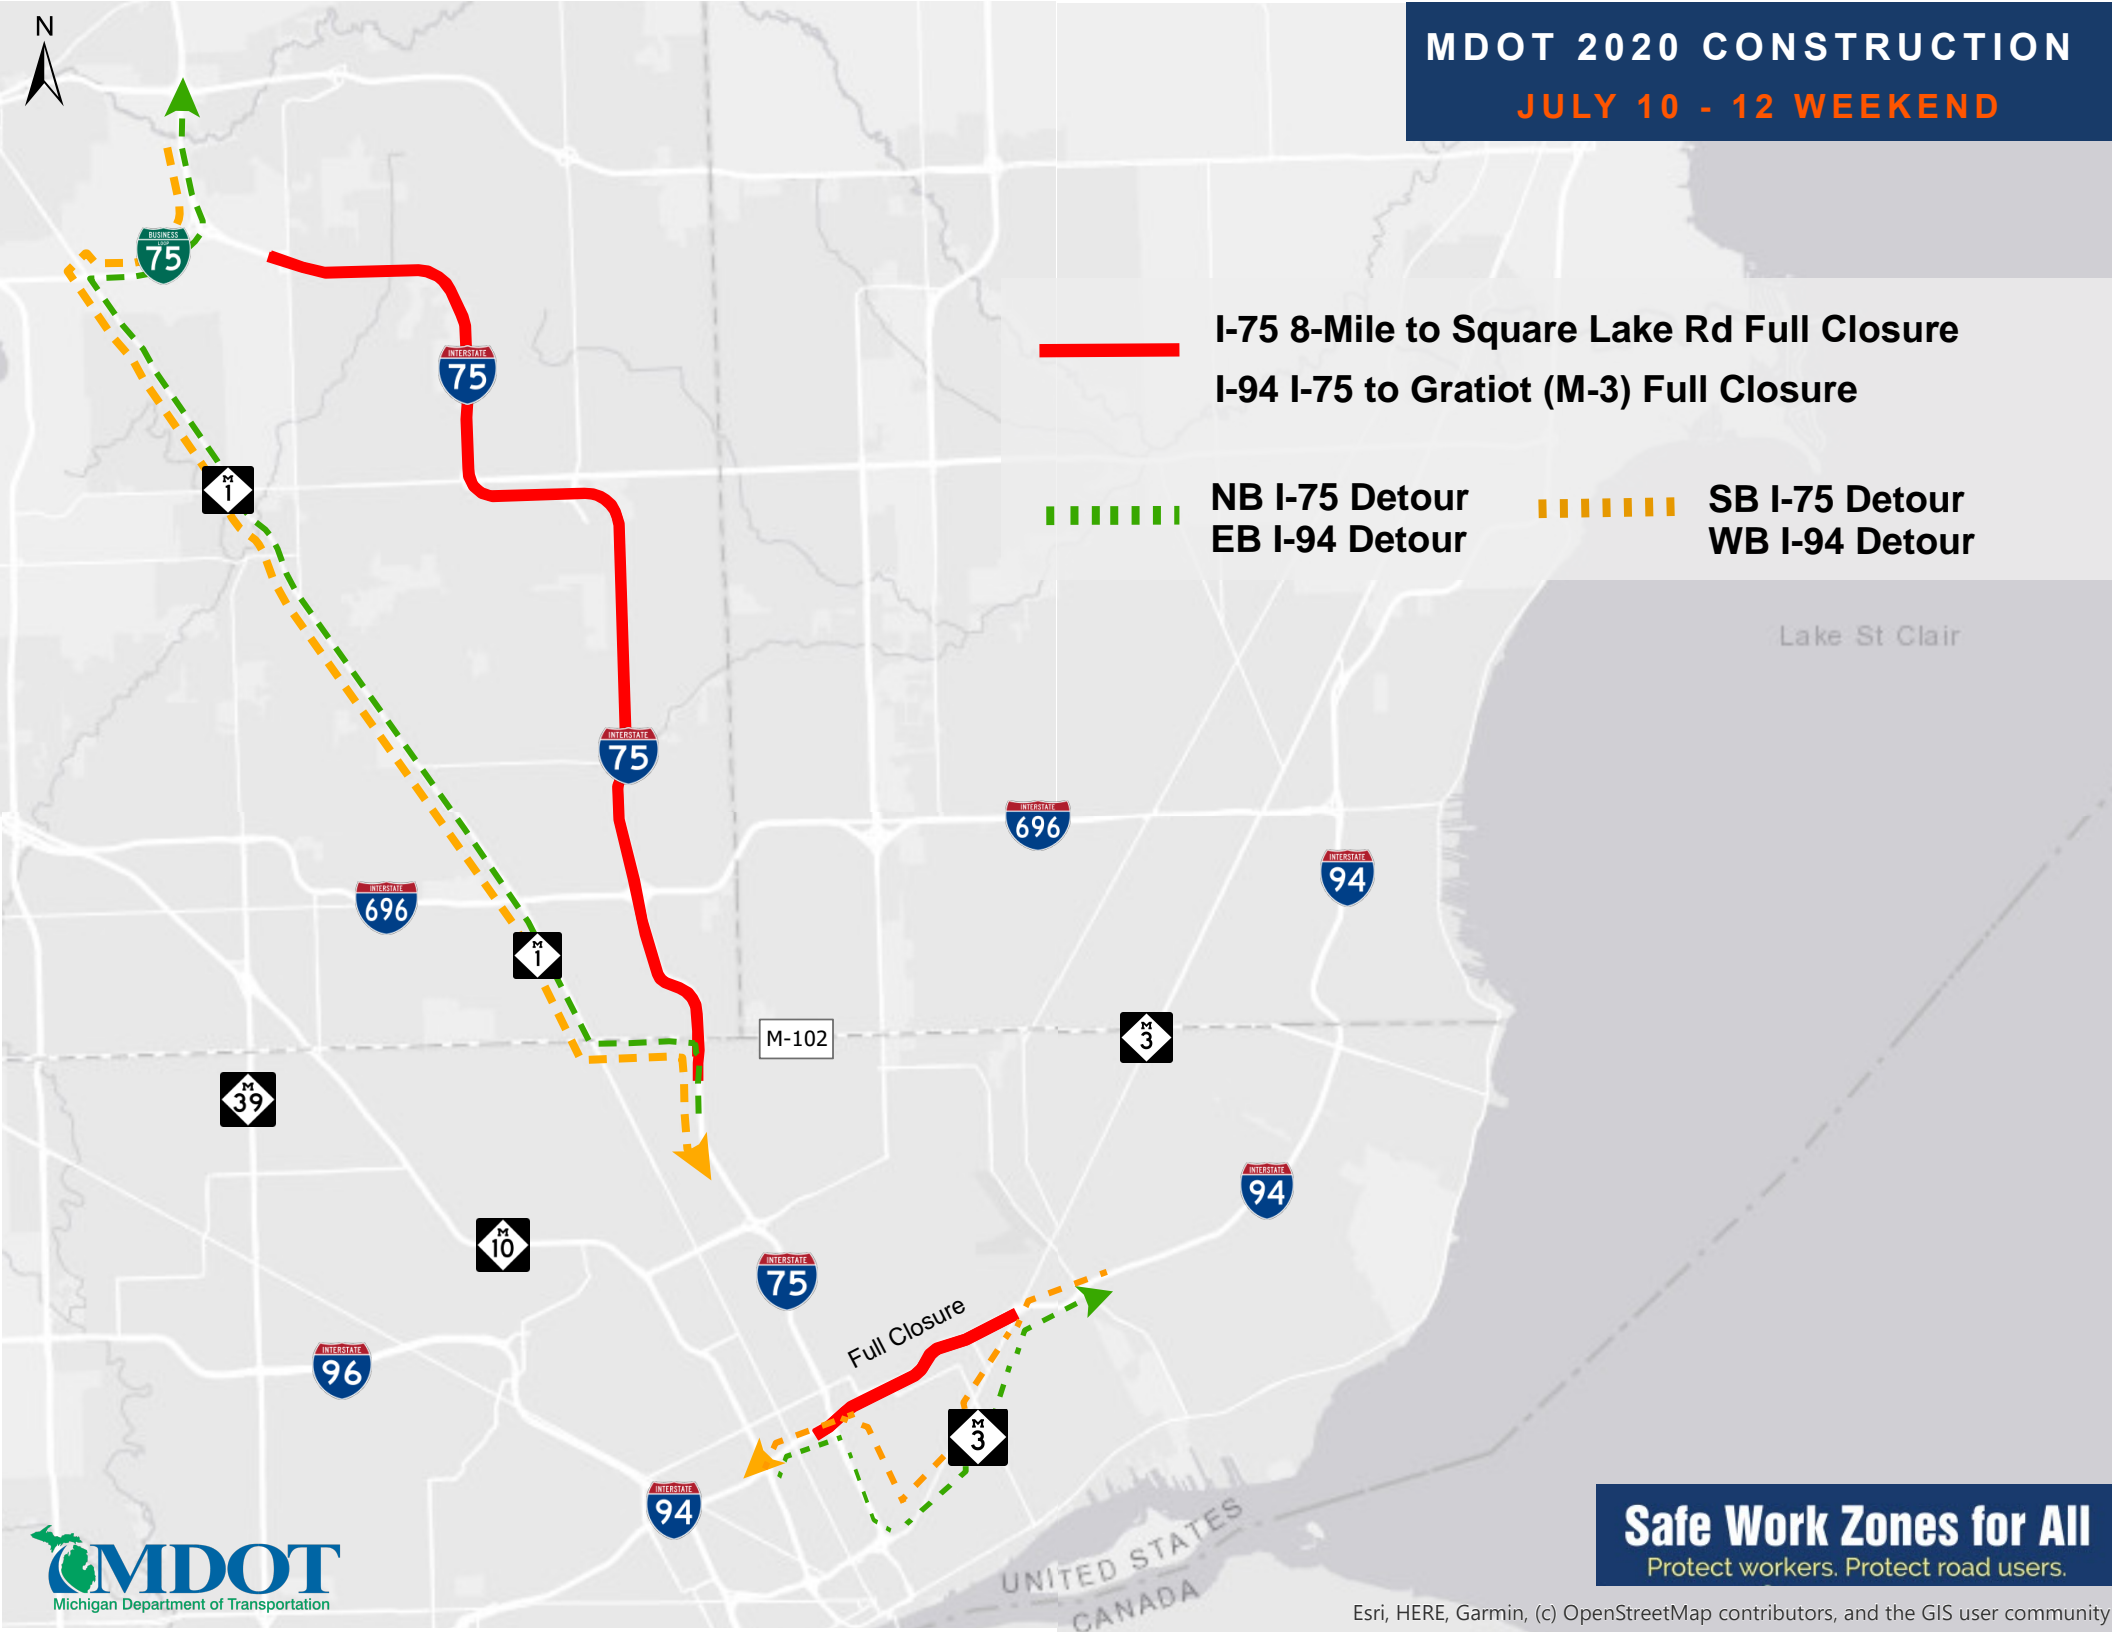 N
MDOT 2020 CONSTRUCTION
JULY 10 - 12 WEEKEND
BUSINESS
LOOP
75
I-75 8-Mile to Square Lake Rd Full Closure
I-94 I-75 to Gratiot (M-3) Full Closure
INTERSTATE
75
M
1
NB I-75 Detour
EB I-94 Detour
SB I-75 Detour
WB I-94 Detour
Lake St Clair
INTERSTATE
75
INTERSTATE
696
INTERSTATE
94
INTERSTATE
696
M
1
M-102
M
3
M
39
INTERSTATE
94
M
10
INTERSTATE
75
Full Closure
INTERSTATE
96
M
3
INTERSTATE
94
UNITED STATES
CANADA
MDOT
Michigan Department of Transportation
Safe Work Zones for All
Protect workers. Protect road users.
Esri, HERE, Garmin, (c) OpenStreetMap contributors, and the GIS user community